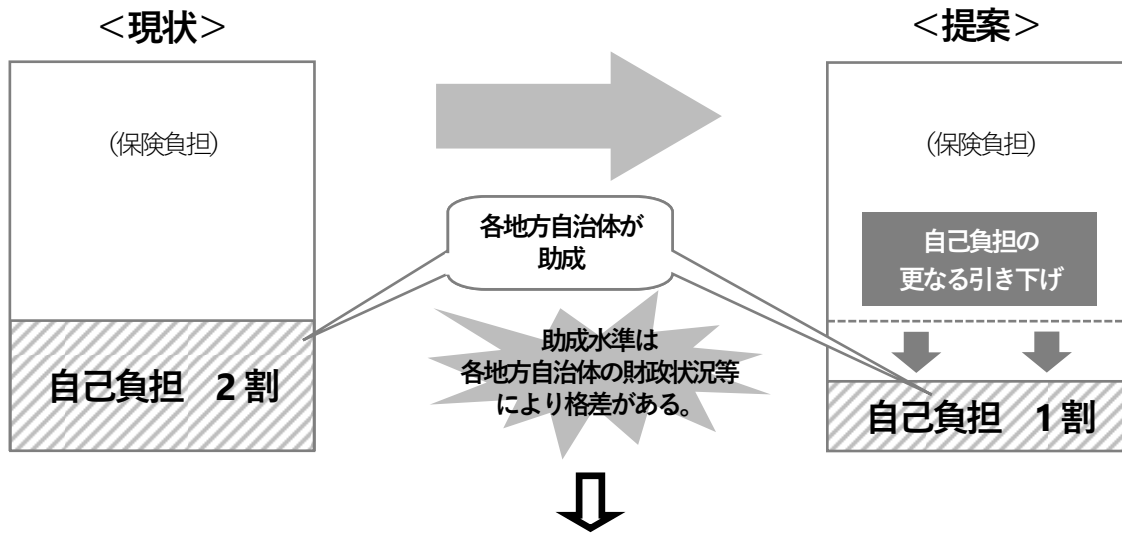 ＜現状＞
（保険負担）
自己負担　2割
各地方自治体が
助成
助成水準は
各地方自治体の財政状況等
により格差がある。
＜提案＞
（保険負担）
自己負担の
更なる引き下げ
自己負担　1割